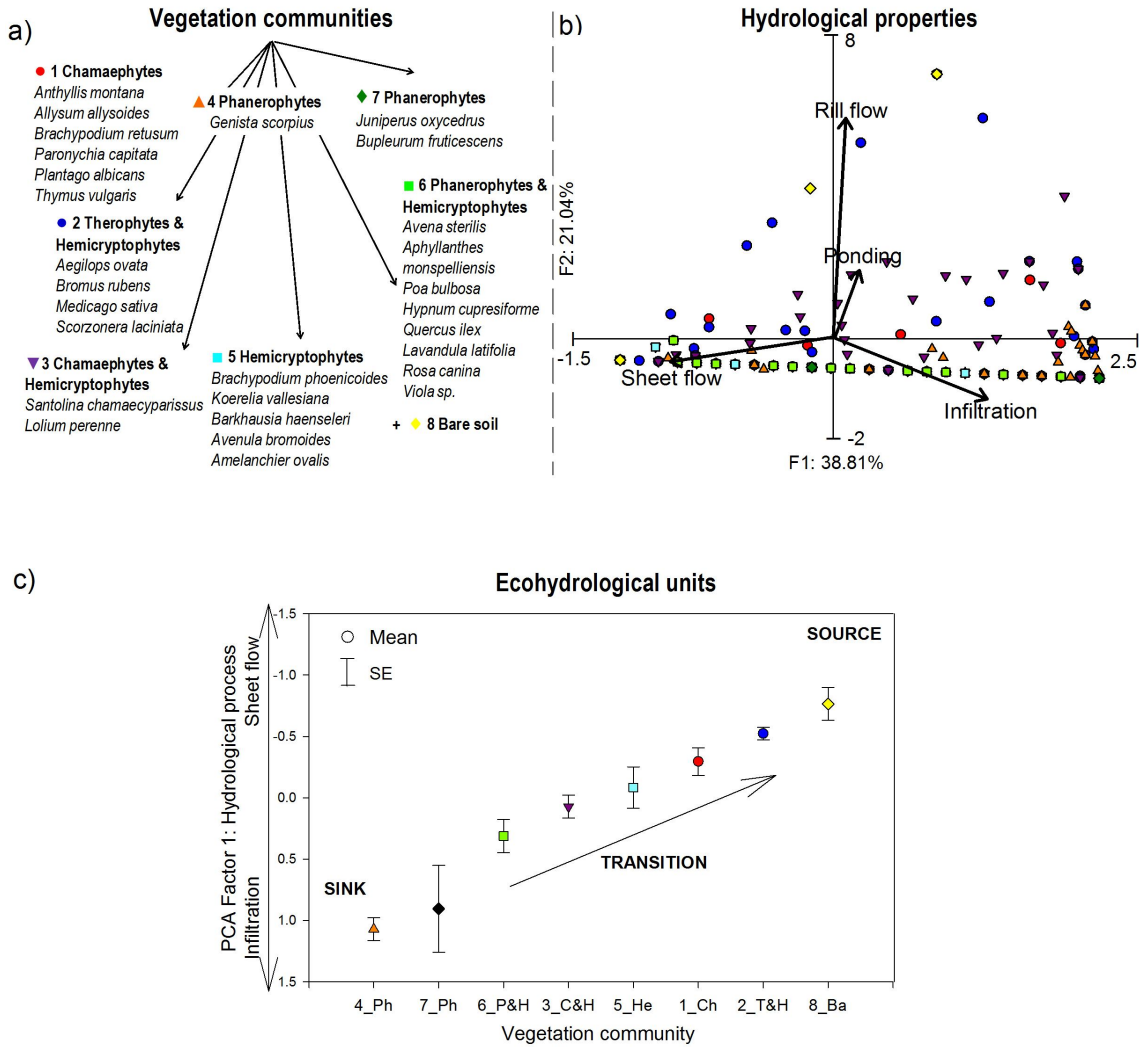 a)
Vegetation communities
1 Chamaephytes
Anthyllis montana
Allysum allysoides
Brachypodium retusum
Paronychia capitata
Plantago albicans
Thymus vulgaris
2 Therophytes &
Hemicryptophytes
Aegilops ovata
Bromus rubens
Medicago sativa
Scorzonera laciniata
3 Chamaephytes &
Hemicryptophytes
Santolina chamaecyparissus
Lolium perenne
4 Phanerophytes
Genista scorpius
5 Hemicryptophytes
Brachypodium phoenicoides
Koerelia vallesiana
Barkhausia haenseleri
Avenula bromoides
Amelanchier ovalis
7 Phanerophytes
Juniperus oxycedrus
Bupleurum fruticescens
6 Phanerophytes &
Hemicryptophytes
Avena sterilis
Aphyllanthes
monspelliensis
Poa bulbosa
Hypnum cupresiforme
Quercus ilex
Lavandula latifolia
Rosa canina
Viola sp.
+ 8 Bare soil
b)
Hydrological properties
8
Rill flow
F2: 21.04%
Ponding
-1.5
2.5
Sheet flow
Infiltration
-2
F1: 38.81%
c)
Ecohydrological units
PCA Factor 1: Hydrological process
Sheet flow
Infiltration
-1.5
-1.0
-0.5
0.0
0.5
1.0
1.5
Mean
SE
SOURCE
TRANSITION
SINK
4_Ph
7_Ph
6_P&H
3_C&H
5_He
1_Ch
2_T&H
8_Ba
Vegetation community